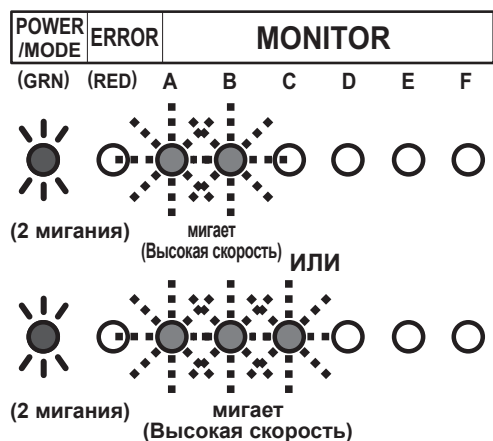 POWER /MODE ERROR MONITOR
(GRN) (RED) A B C D E F
(2 мигания) мигает
(Высокая скорость)
ИЛИ
(2 мигания) мигает
(Высокая скорость)